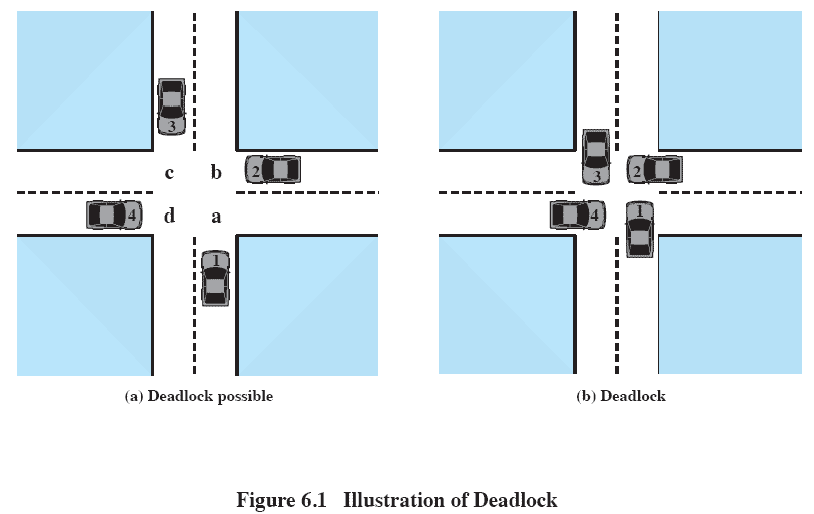 3
c b 2
4 d a
1
3 2
4 1
(a) Deadlock possible
(b) Deadlock
Figure 6.1 Illustration of Deadlock